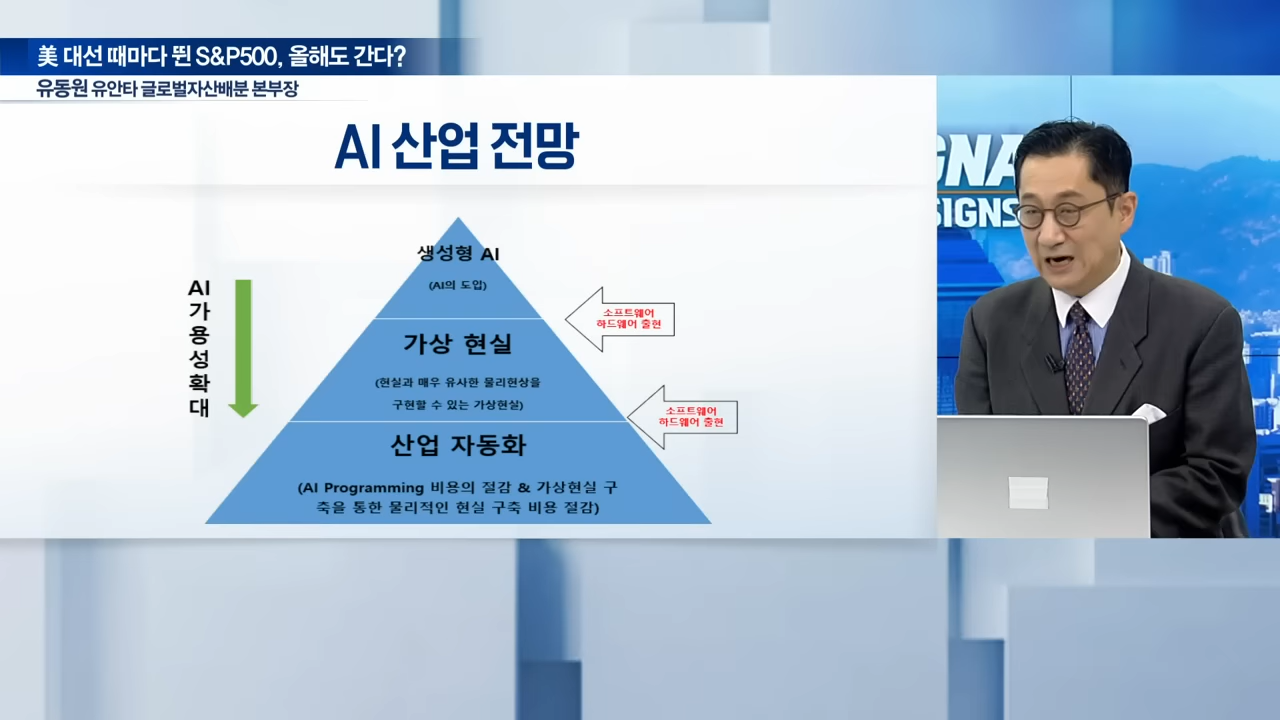 美 대선 때마다 뛴 S&P500, 올해도 간다?
유동원 유안타 글로벌자산배분 본부장
AI 산업 전망
생성형 AI
(AI의 도입)
AI
가
용
성
확
대
소프트웨어
하드웨어 출현
가상 현실
(현실과 매우 유사한 물리현상을
구현할 수 있는 가상현실)
소프트웨어
하드웨어 출현
산업 자동화
(AI Programming 비용의 절감 & 가상현실 구
축을 통한 물리적인 현실 구축 비용 절감)
GNA
SIGNS